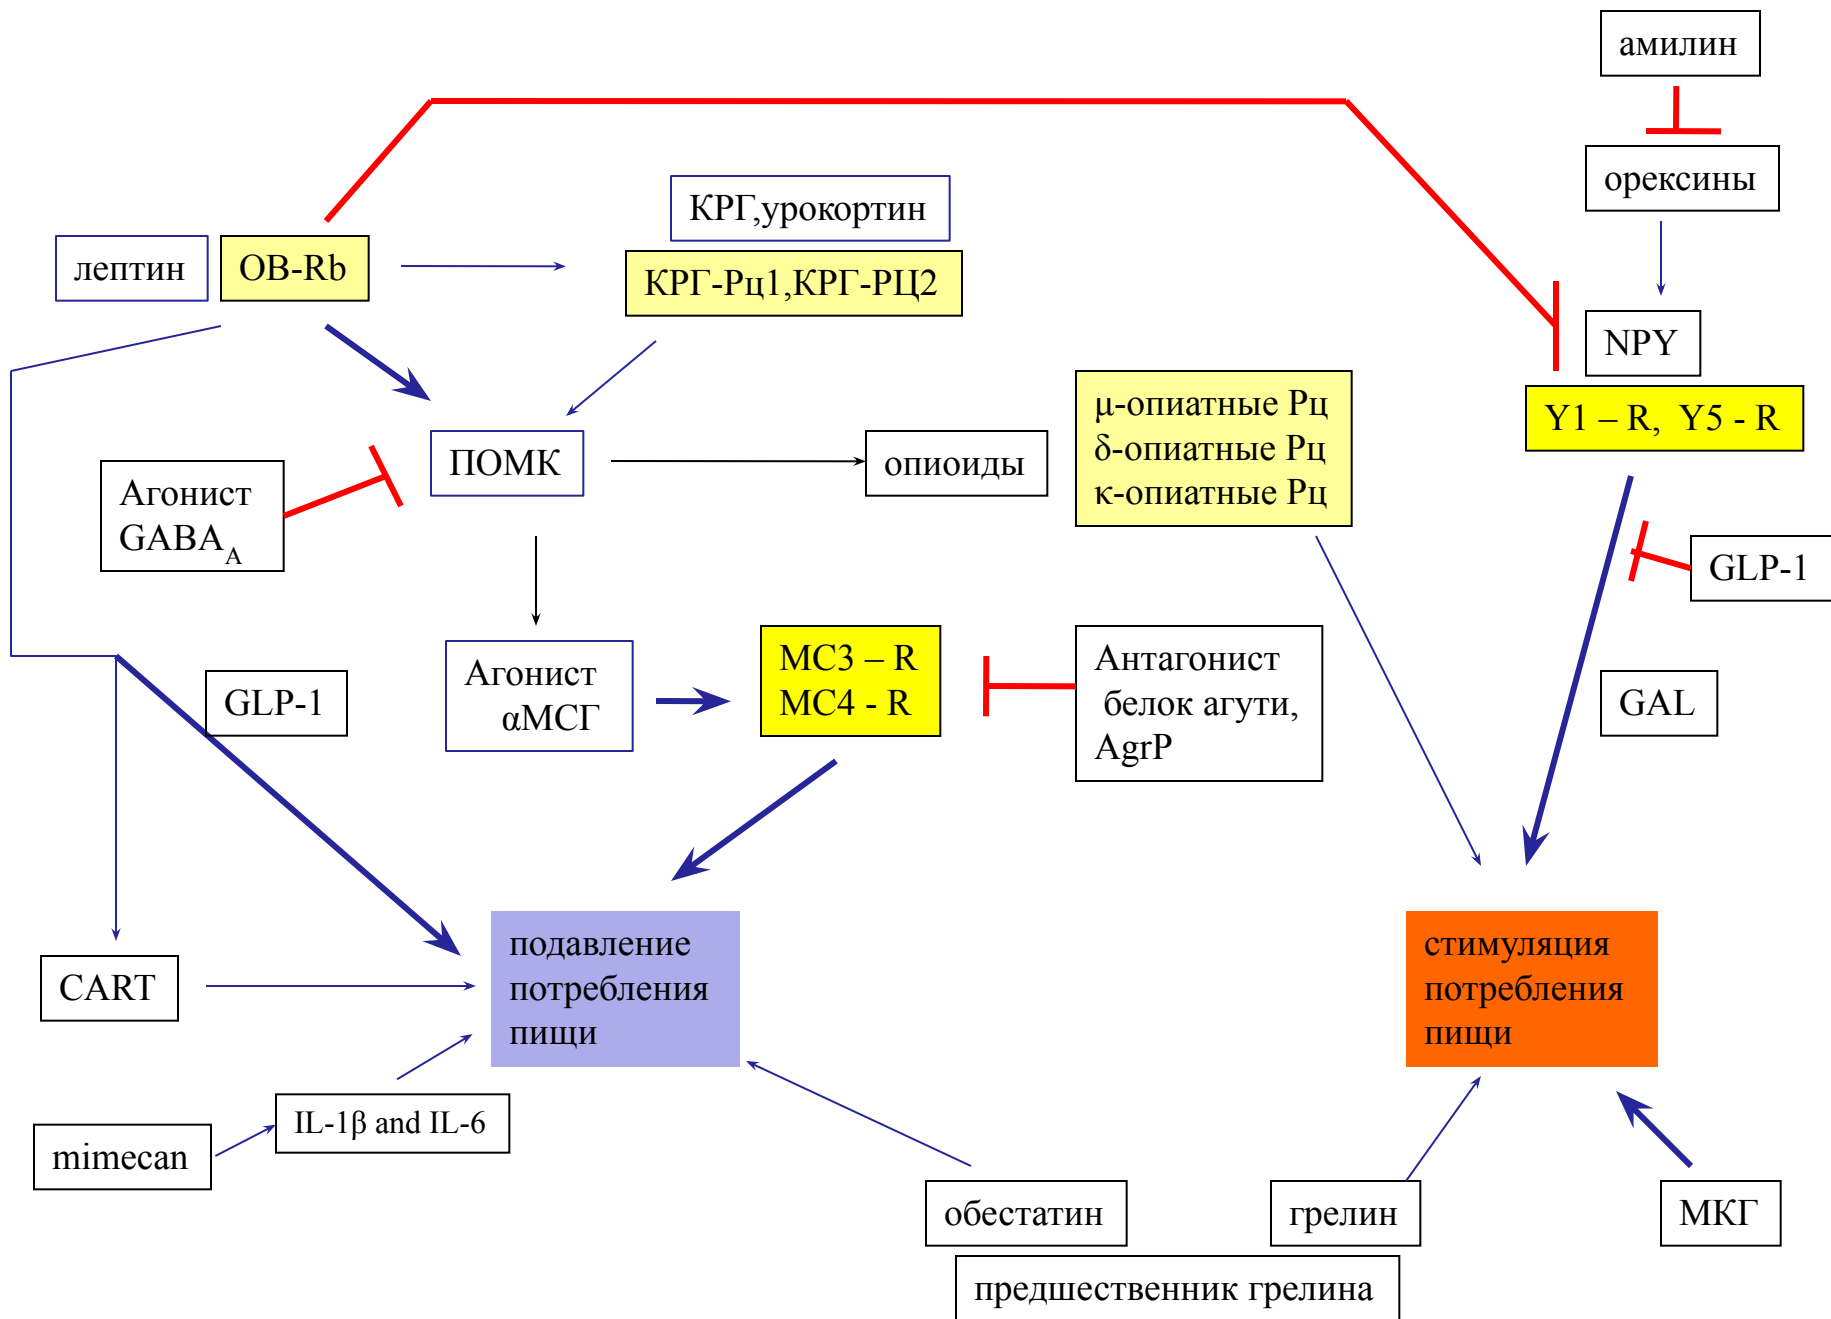 амилин
орексины
КРГ,урокортин
лептин
OB-Rb
КРГ-Рц1,КРГ-РЦ2
NPY
Y1 – R, Y5 - R
μ-опиатные Рц
δ-опиатные Рц
κ-опиатные Рц
ПОМК
опиоиды
Агонист
GABAA
GLP-1
Агонист
αМСГ
MC3 – R
MC4 - R
Антагонист
белок агути,
AgrP
GLP-1
GAL
подавление
потребления
пищи
стимуляция
потребления
пищи
CART
IL-1β and IL-6
mimecan
обестатин
грелин
МКГ
предшественник грелина